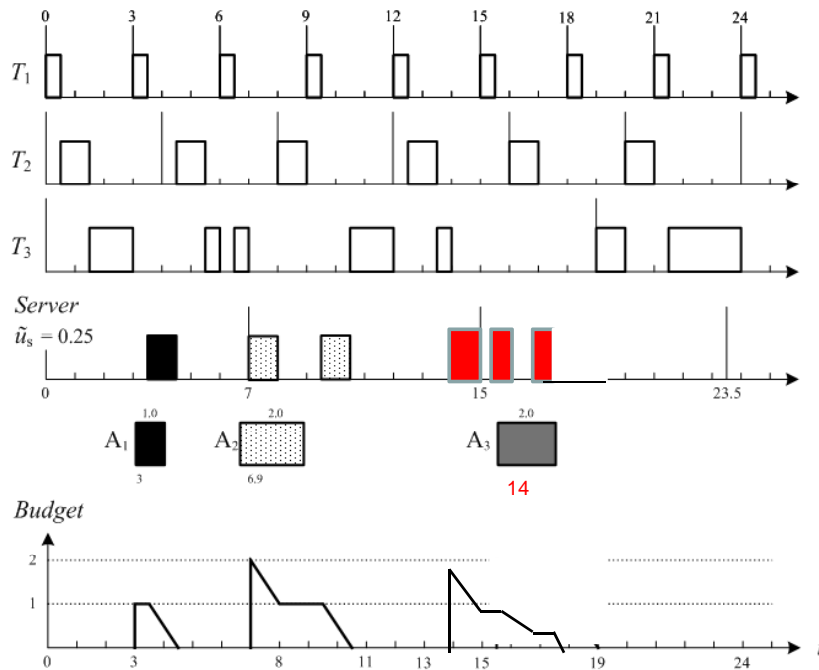 0 3 6 9 12 15 18 21 24
T1
T2
T3
Server
ũs = 0.25
0 7 15 23.5
1.0 2.0 2.0
A1 A2 A3
3 6.9 14
Budget
2
1
0 3 8 11 13 15 19 24
t